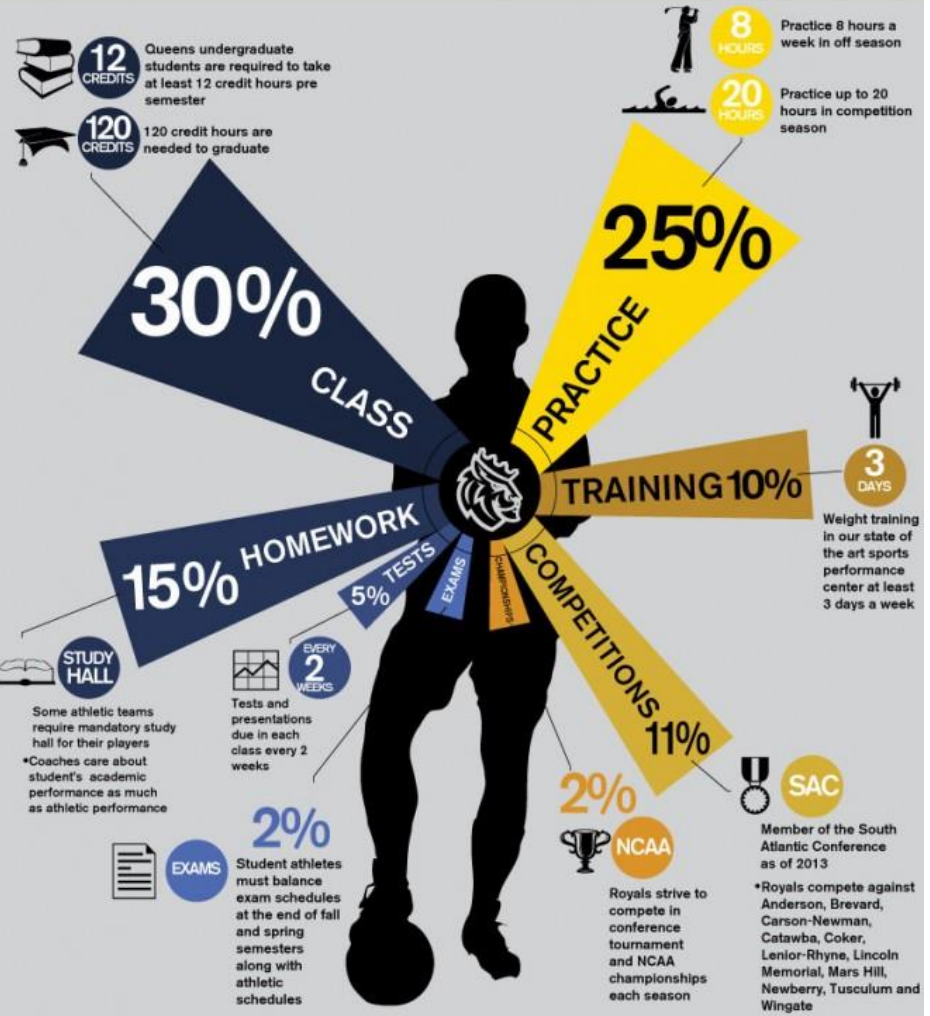 12
CREDITS
Queens undergraduate
students are required to take
at least 12 credit hours pre
semester
120
CREDITS
120 credit hours are
needed to graduate
8
HOURS
Practice 8 hours a
week in off season
20
HOURS
Practice up to 20
hours in competition
season
30%
CLASS
25%
PRACTICE
TRAINING 10%
3
DAYS
Weight training
in our state of
the art sports
performance
center at least
3 days a week
15% HOMEWORK
STUDY
HALL
Some athletic teams
require mandatory study
hall for their players
*Coaches care about
student's academic
performance as much
as athletic performance
5% TESTS
EVERY
2
WEEKS
Tests and
presentations
due in each
class every 2
weeks
EXAMS
2%
EXAMS
Student athletes
must balance
exam schedules
at the end of fall
and spring
semesters
along with
athletic
schedules
CHAMPIONSHIPS
2%
NCAA
Royals strive to
compete in
conference
tournament
and NCAA
championships
each season
COMPETITIONS
11%
SAC
Member of the South
Atlantic Conference
as of 2013
*Royals compete against
Anderson, Brevard,
Carson-Newman,
Catawba, Coker,
Lenior-Rhyne, Lincoln
Memorial, Mars Hill,
Newberry, Tusculum and
Wingate